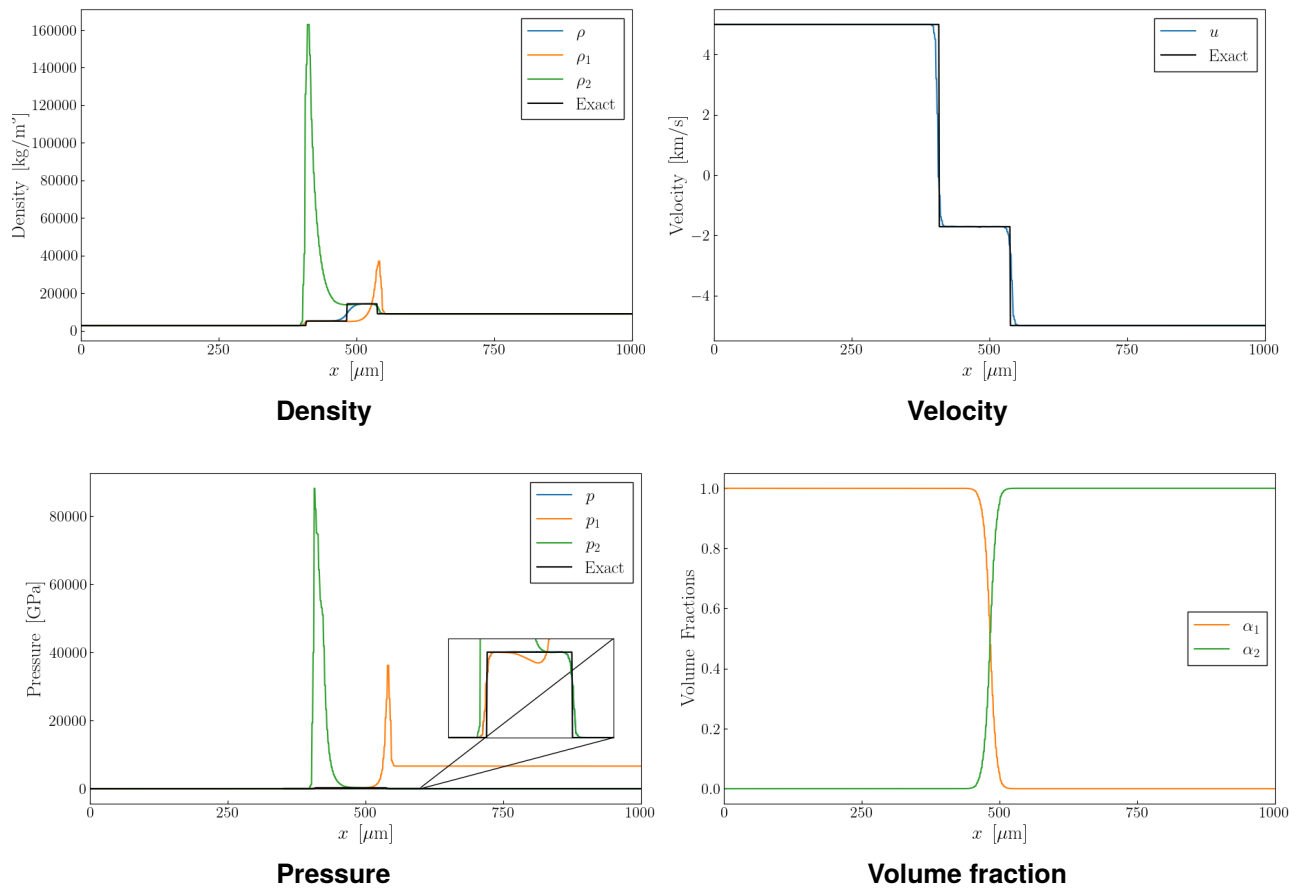 160000
140000
120000
100000
80000
60000
40000
20000
0
Density [kg/m³]
ρ
ρ₁
ρ₂
Exact
0 250 500 750 1000
x [μm]
Density
4
2
0
−2
−4
Velocity [km/s]
u
Exact
0 250 500 750 1000
x [μm]
Velocity
80000
60000
40000
20000
0
Pressure [GPa]
p
p₁
p₂
Exact
0 250 500 750 1000
x [μm]
Pressure
1.0
0.8
0.6
0.4
0.2
0.0
Volume Fractions
α₁
α₂
0 250 500 750 1000
x [μm]
Volume fraction